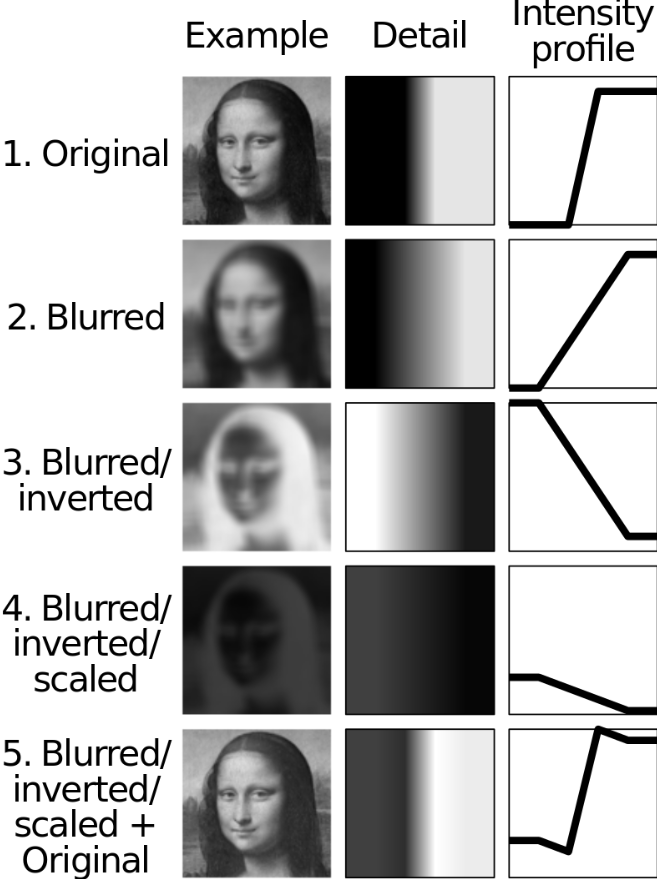 Example Detail Intensity
profile
1. Original
2. Blurred
3. Blurred/
inverted
4. Blurred/
inverted/
scaled
5. Blurred/
inverted/
scaled +
Original